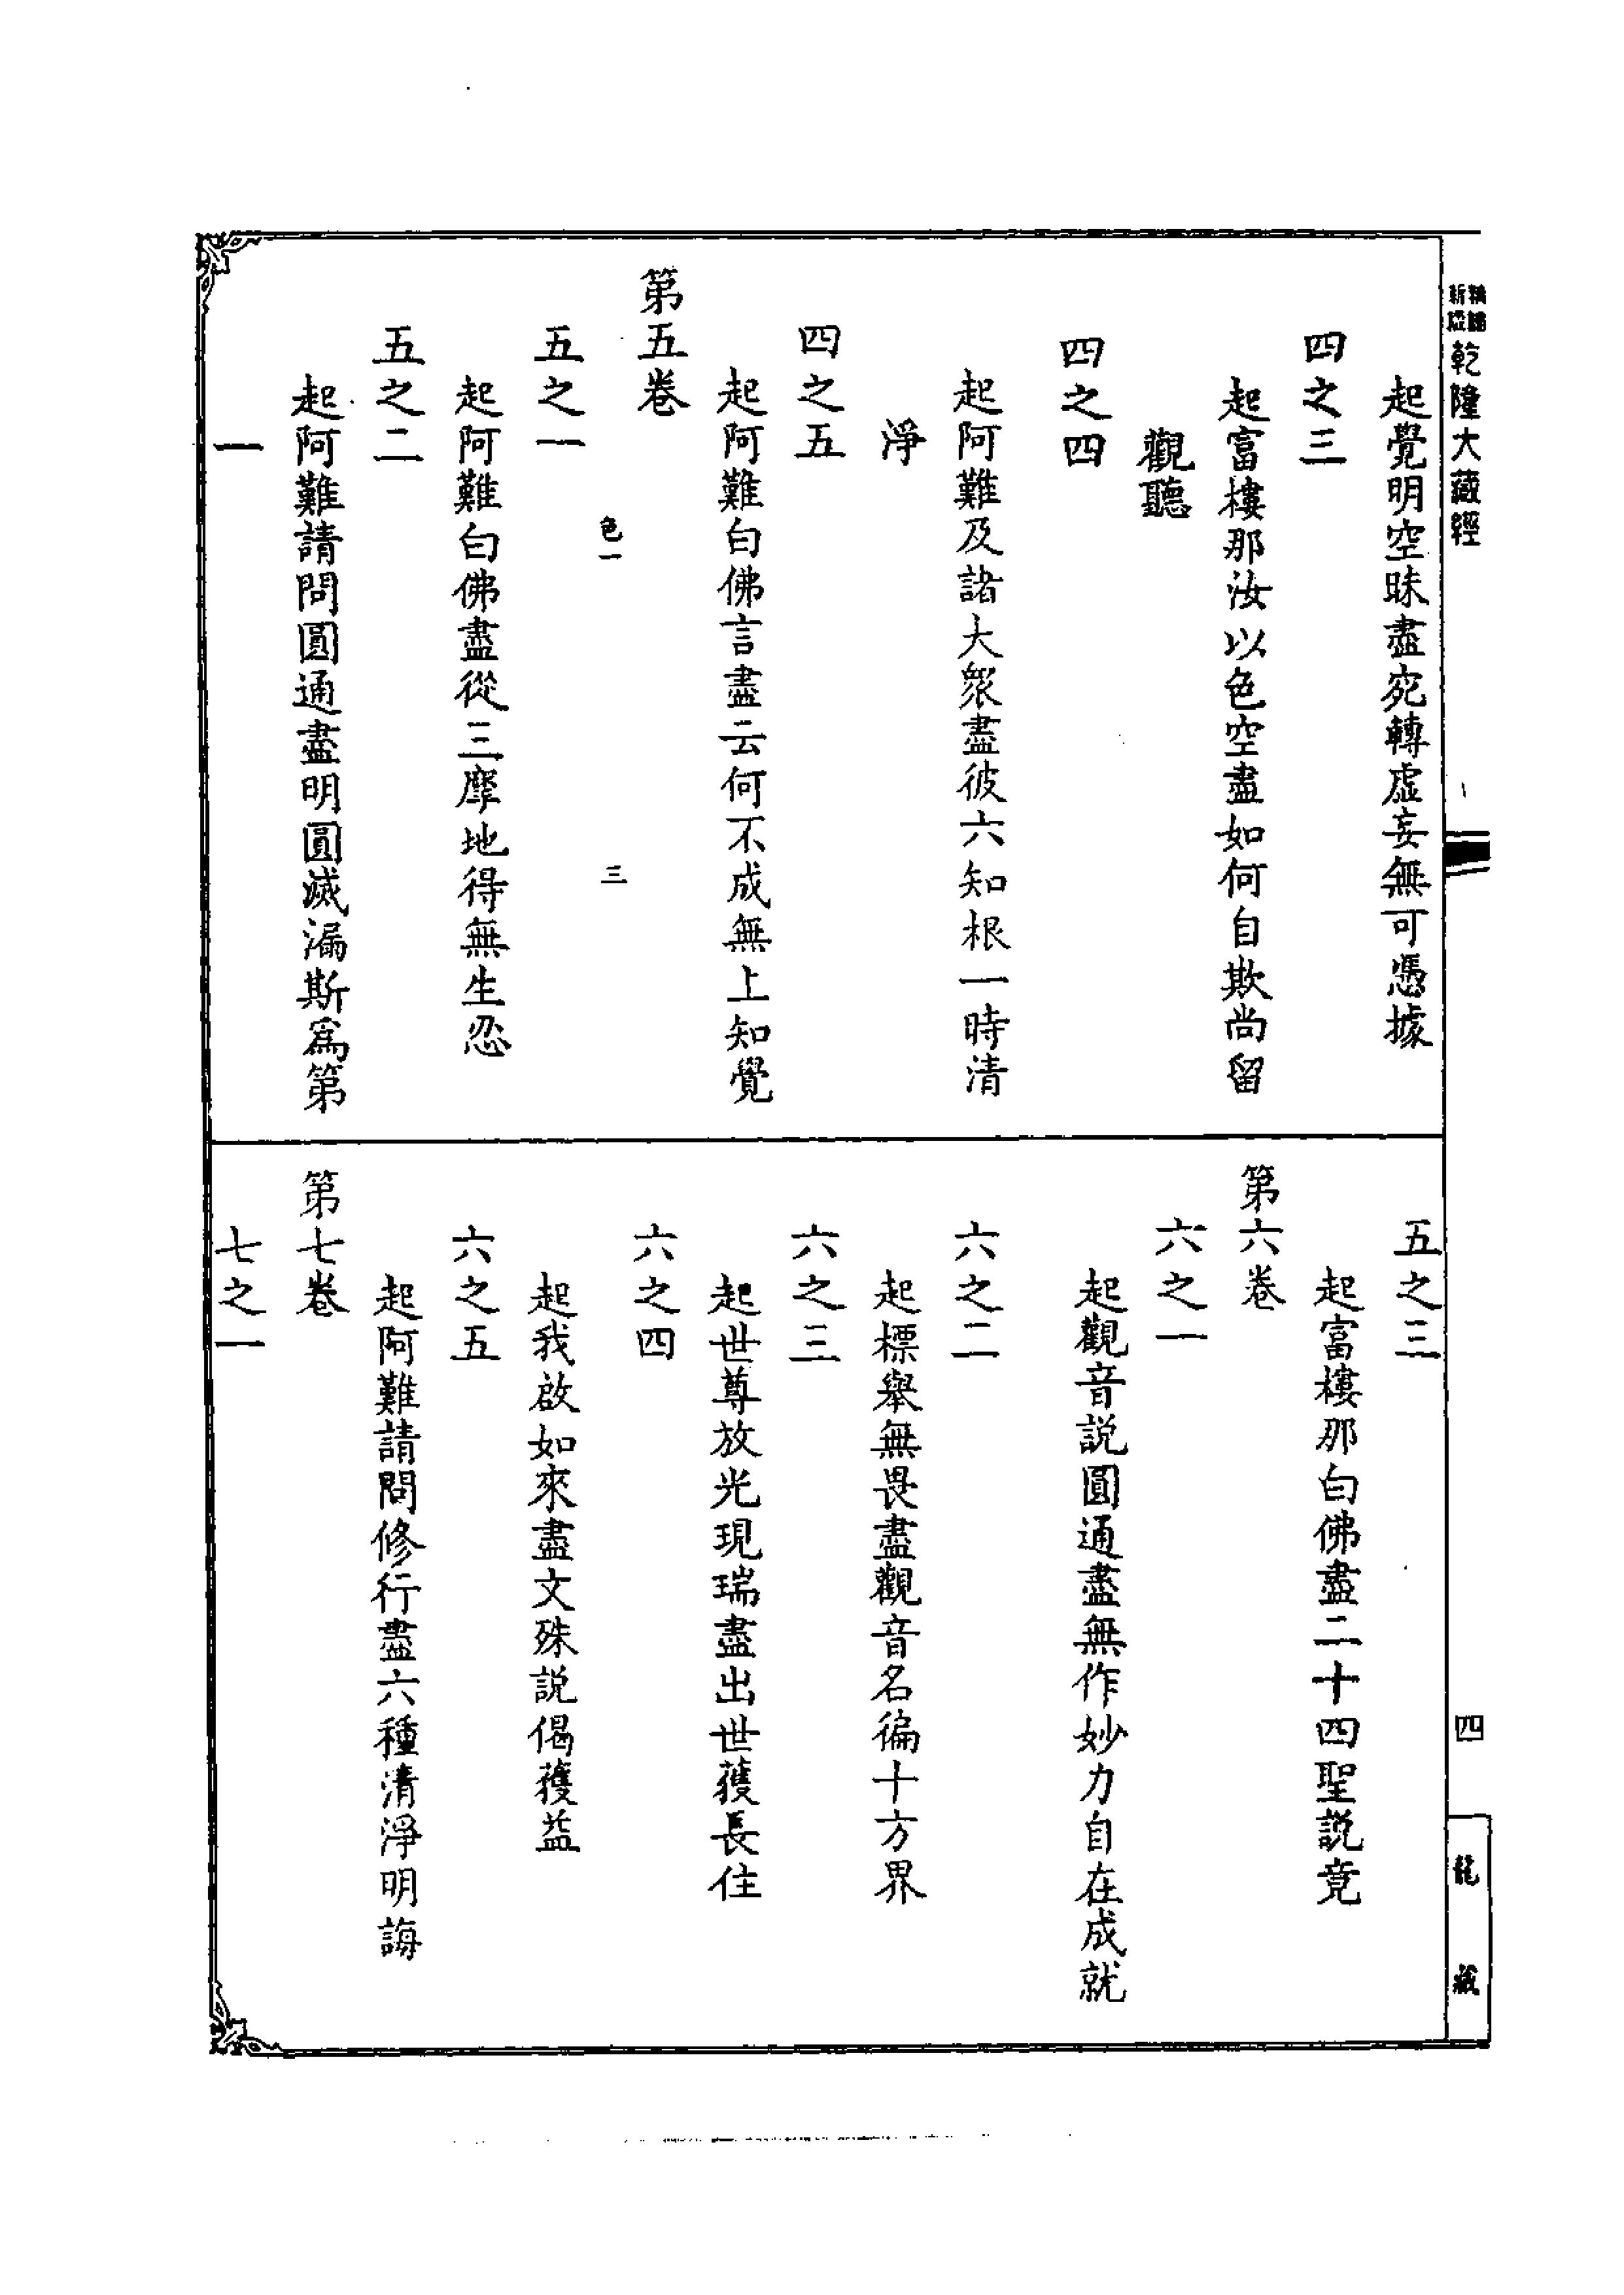 乾隆大藏經
起覺明空昧盡宛轉虛妄無可憑據
四之三
起富樓那汝以色空盡如何自欺尚留
觀聽
四之四
起阿難及諸大衆盡彼六知根一時清
淨
四之五
起阿難白佛言盡云何不成無上知覺
第五卷
色一 三
五之一
起阿難白佛盡從三摩地得無生忍
五之二
起阿難請問圓通盡明圓滅漏斯爲第
一
五之三
起富樓那白佛盡二十四聖説竟
第六卷
六之一
起觀音説圓通盡無作妙力自在成就
六之二
起標舉無畏盡觀音名徧十方界
六之三
起世尊放光現瑞盡出世獲長住
六之四
起我啟如來盡文殊説偈獲益
六之五
起阿難請問修行盡六種清淨明誨
第七卷
七之一
四
龍藏